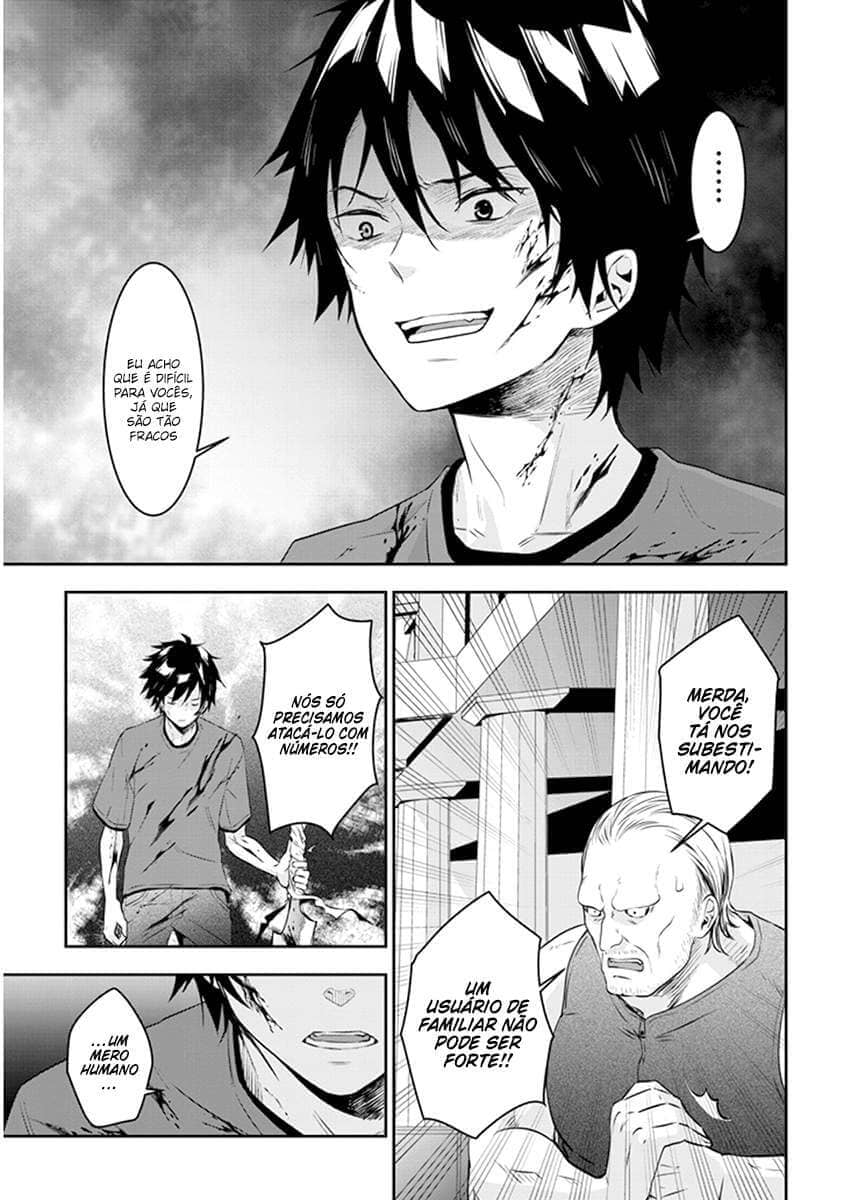 ........
EU ACHO
QUE É DIFÍCIL
PARA VOCÊS,
JÁ QUE
SÃO TÃO
FRACOS
MERDA,
VOCÊ
TÁ NOS
SUBESTI-
MANDO!
UM
USUÁRIO DE
FAMILIAR NÃO
PODE SER
FORTE!!
NÓS SÓ
PRECISAMOS
ATACÁ-LO COM
NÚMEROS!!
...UM
MERO
HUMANO
...